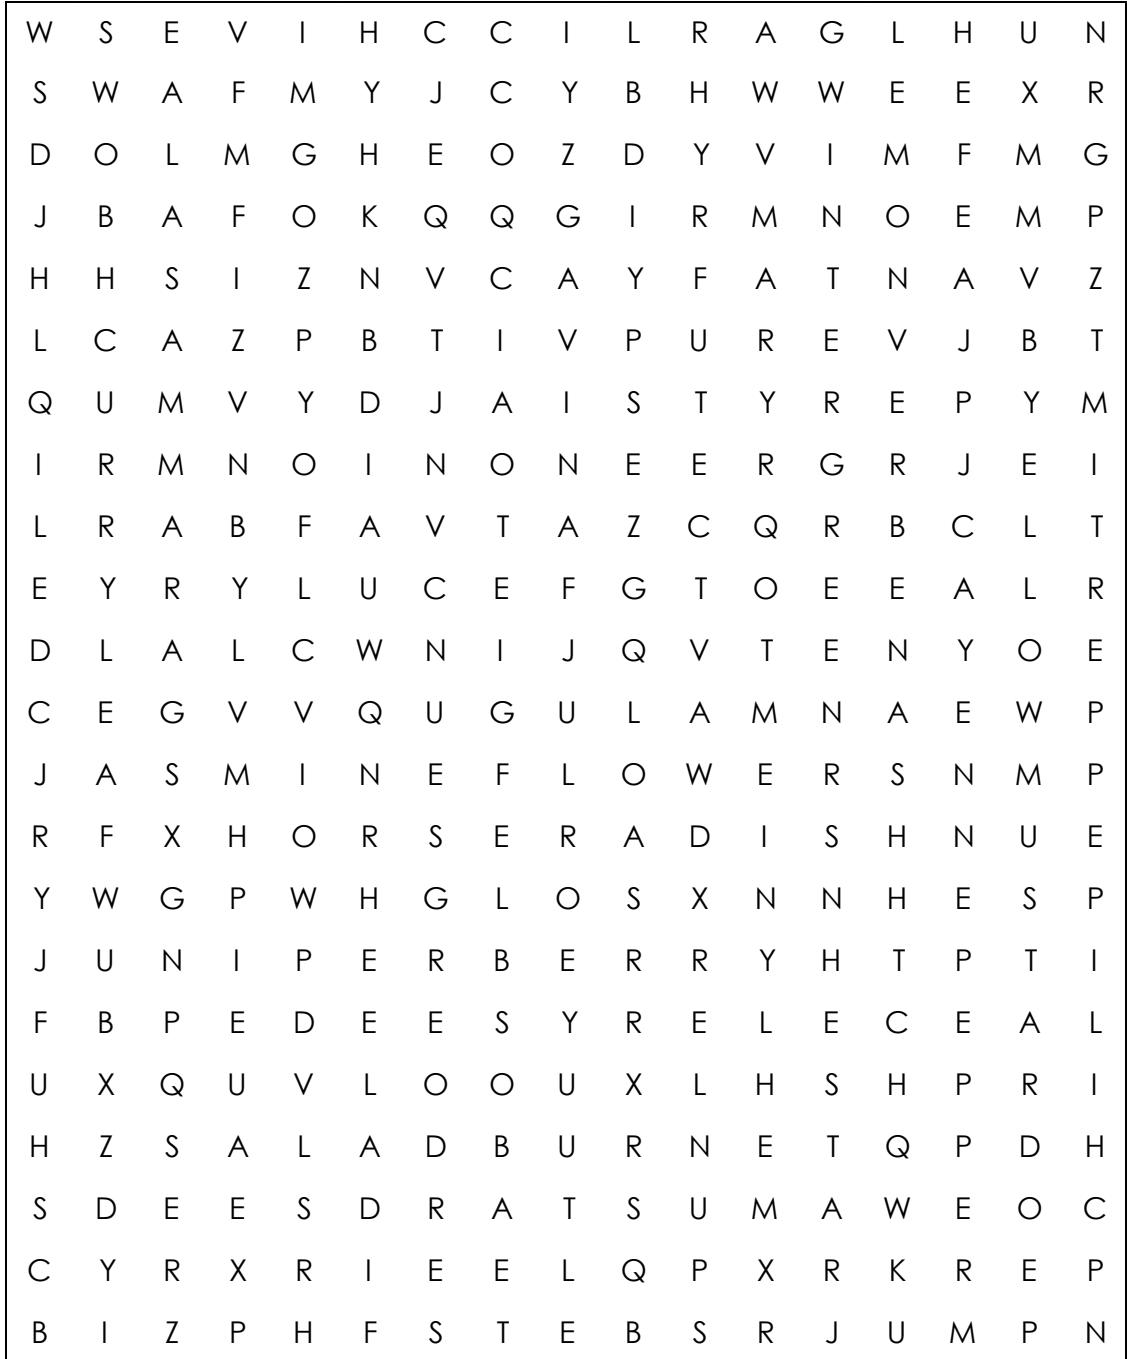 W S E V I H C C I L R A G L H U N
S W A F M Y J C Y B H W W E E X R
D O L M G H E O Z D Y V I M F M G
J B A F O K Q Q G I R M N O E M P
H H S I Z N V C A Y F A T N A V Z
L C A Z P B T I V P U R E V J B T
Q U M V Y D J A I S T Y R E P Y M
I R M N O I N O N E E R G R J E I
L R A B F A V T A Z C Q R B C L T
E Y R Y L U C E F G T O E E A L R
D L A L C W N I J Q V T E N Y O E
C E G V V Q U G U L A M N A E W P
J A S M I N E F L O W E R S N M P
R F X H O R S E R A D I S H N U E
Y W G P W H G L O S X N N H E S P
J U N I P E R B E R R Y H T P T I
F B P E D E E S Y R E L E C E A L
U X Q U V L O O U X L H S H P R I
H Z S A L A D B U R N E T Q P D H
S D E E S D R A T S U M A W E O C
C Y R X R I E E L Q P X R K R E P
B I Z P H F S T E B S R J U M P N